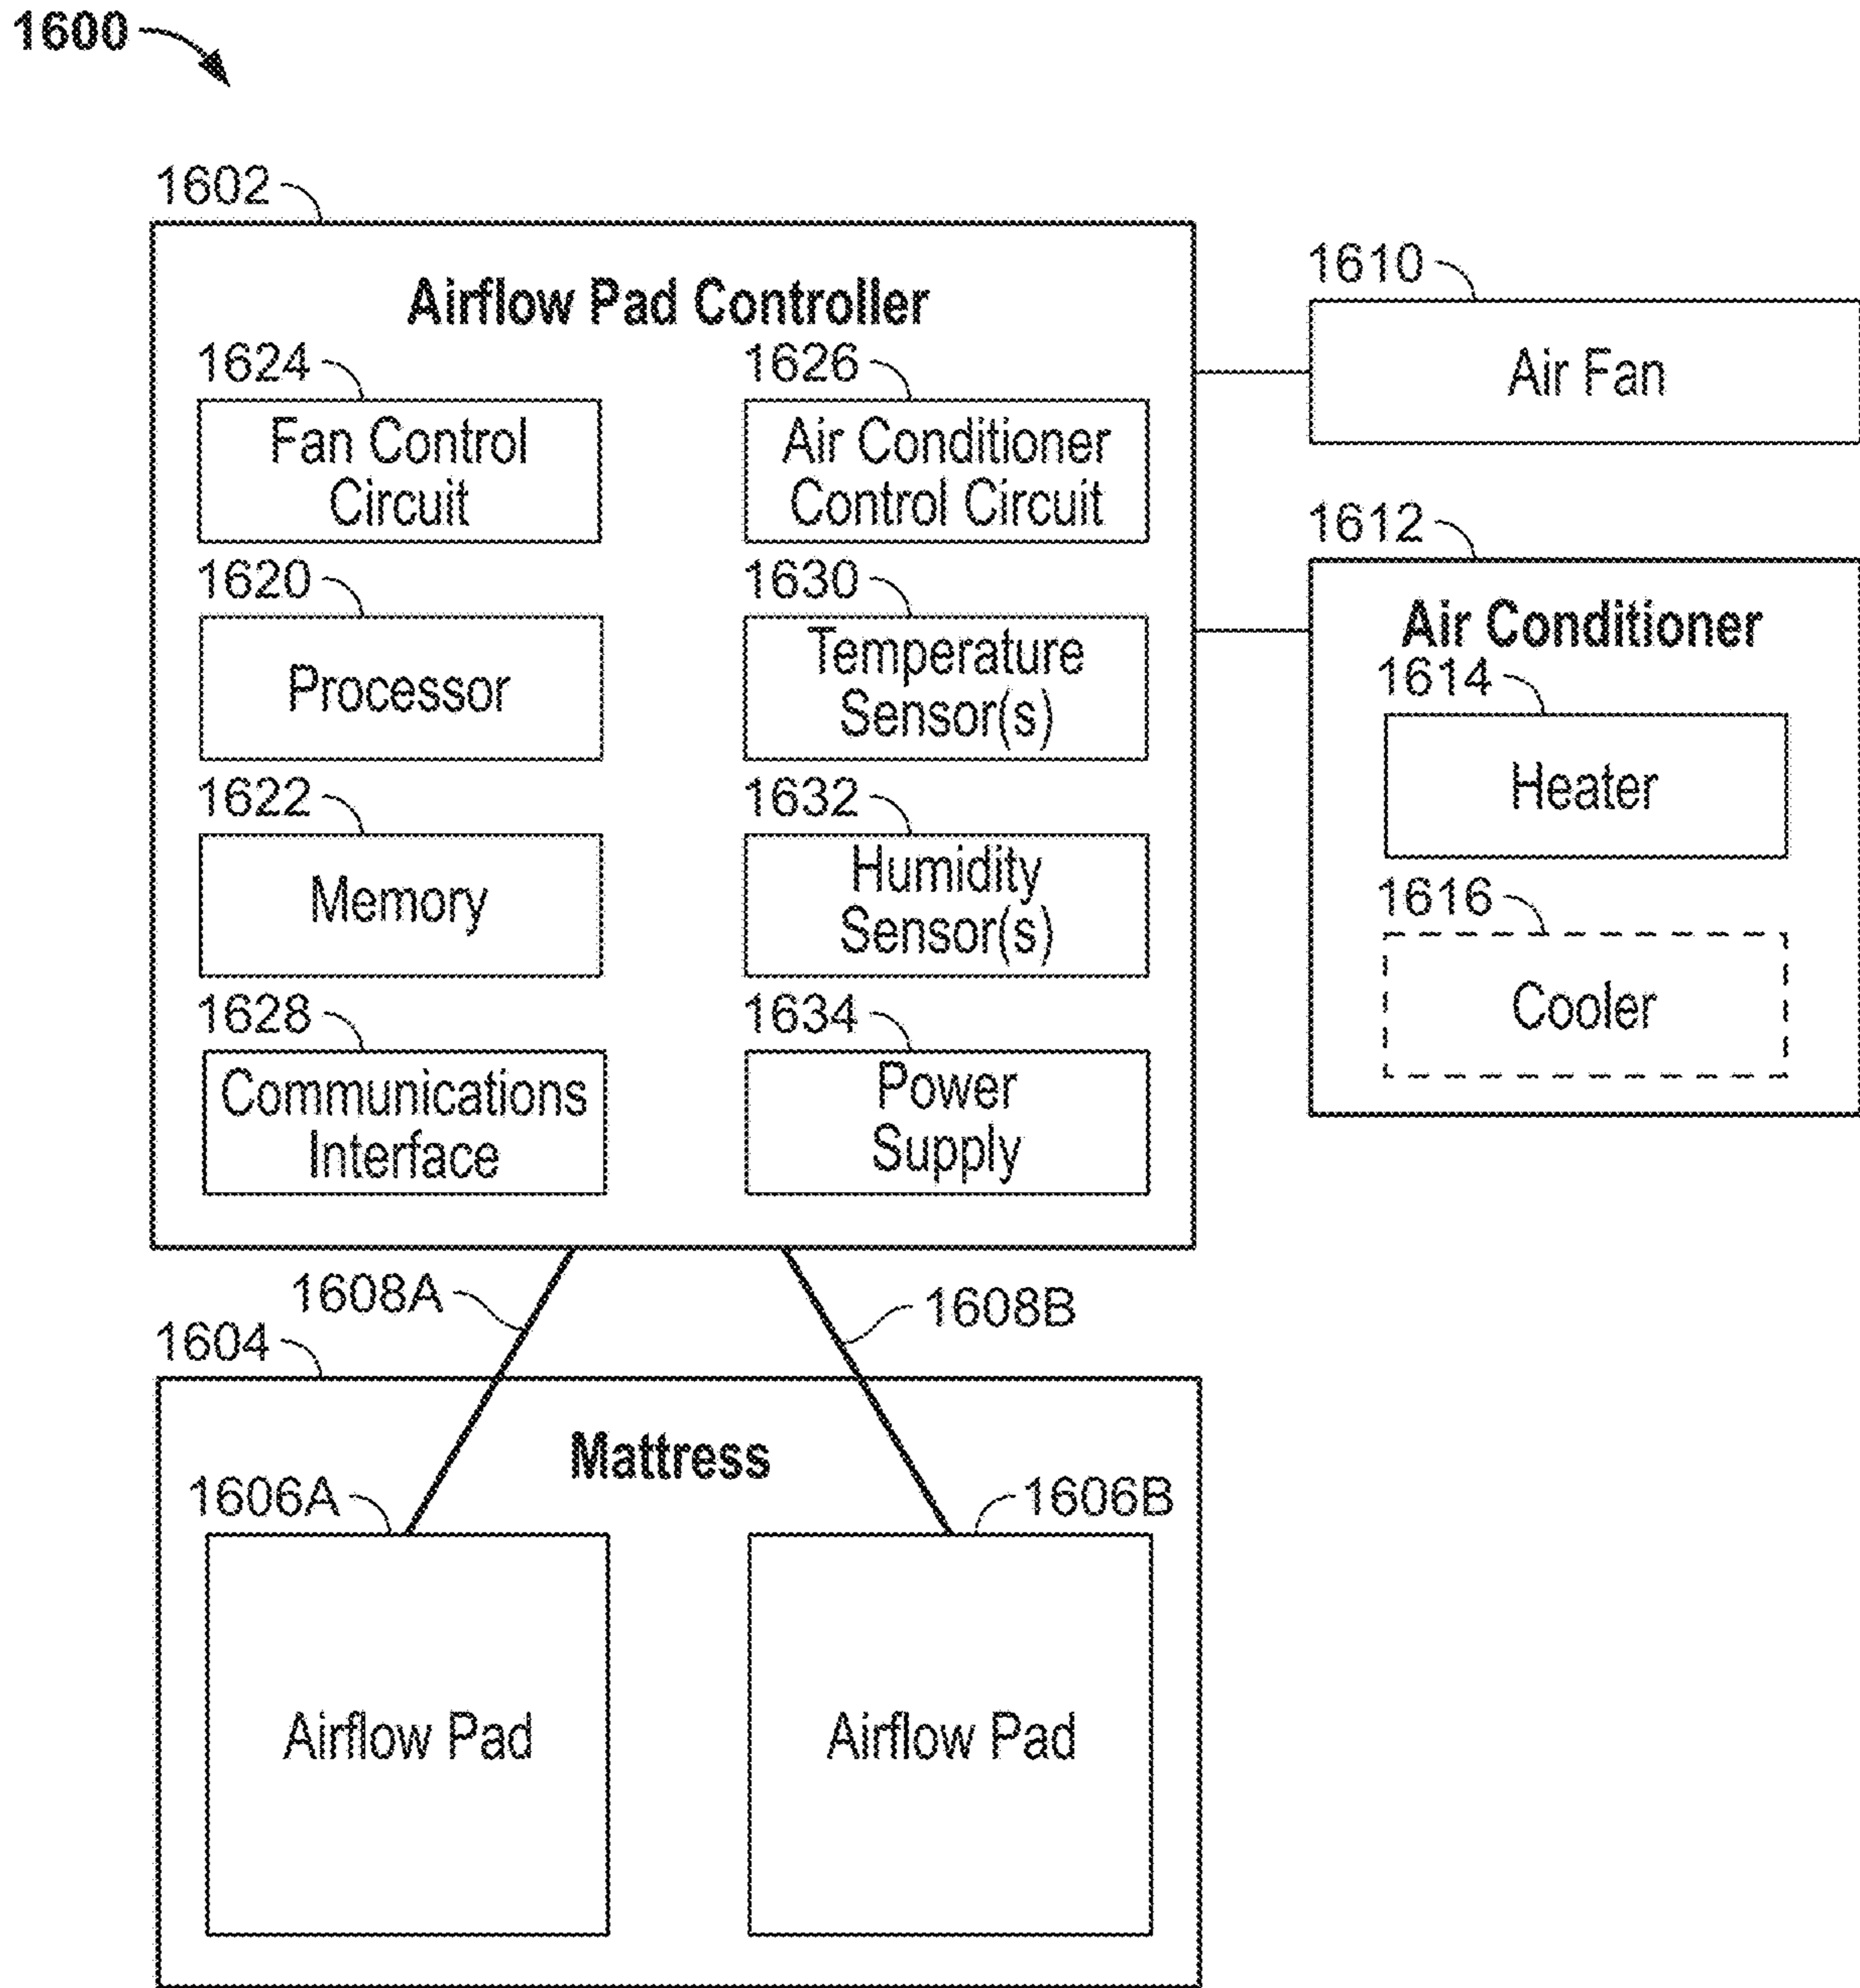 1600
1602
Airflow Pad Controller
1624
Fan Control
Circuit
1626
Air Conditioner
Control Circuit
1620
Processor
1630
Temperature
Sensor(s)
1622
Memory
1632
Humidity
Sensor(s)
1628
Communications
Interface
1634
Power
Supply
1610
Air Fan
1612
Air Conditioner
1614
Heater
1616
Cooler
1608A
1608B
1604
Mattress
1606A
Airflow Pad
1606B
Airflow Pad